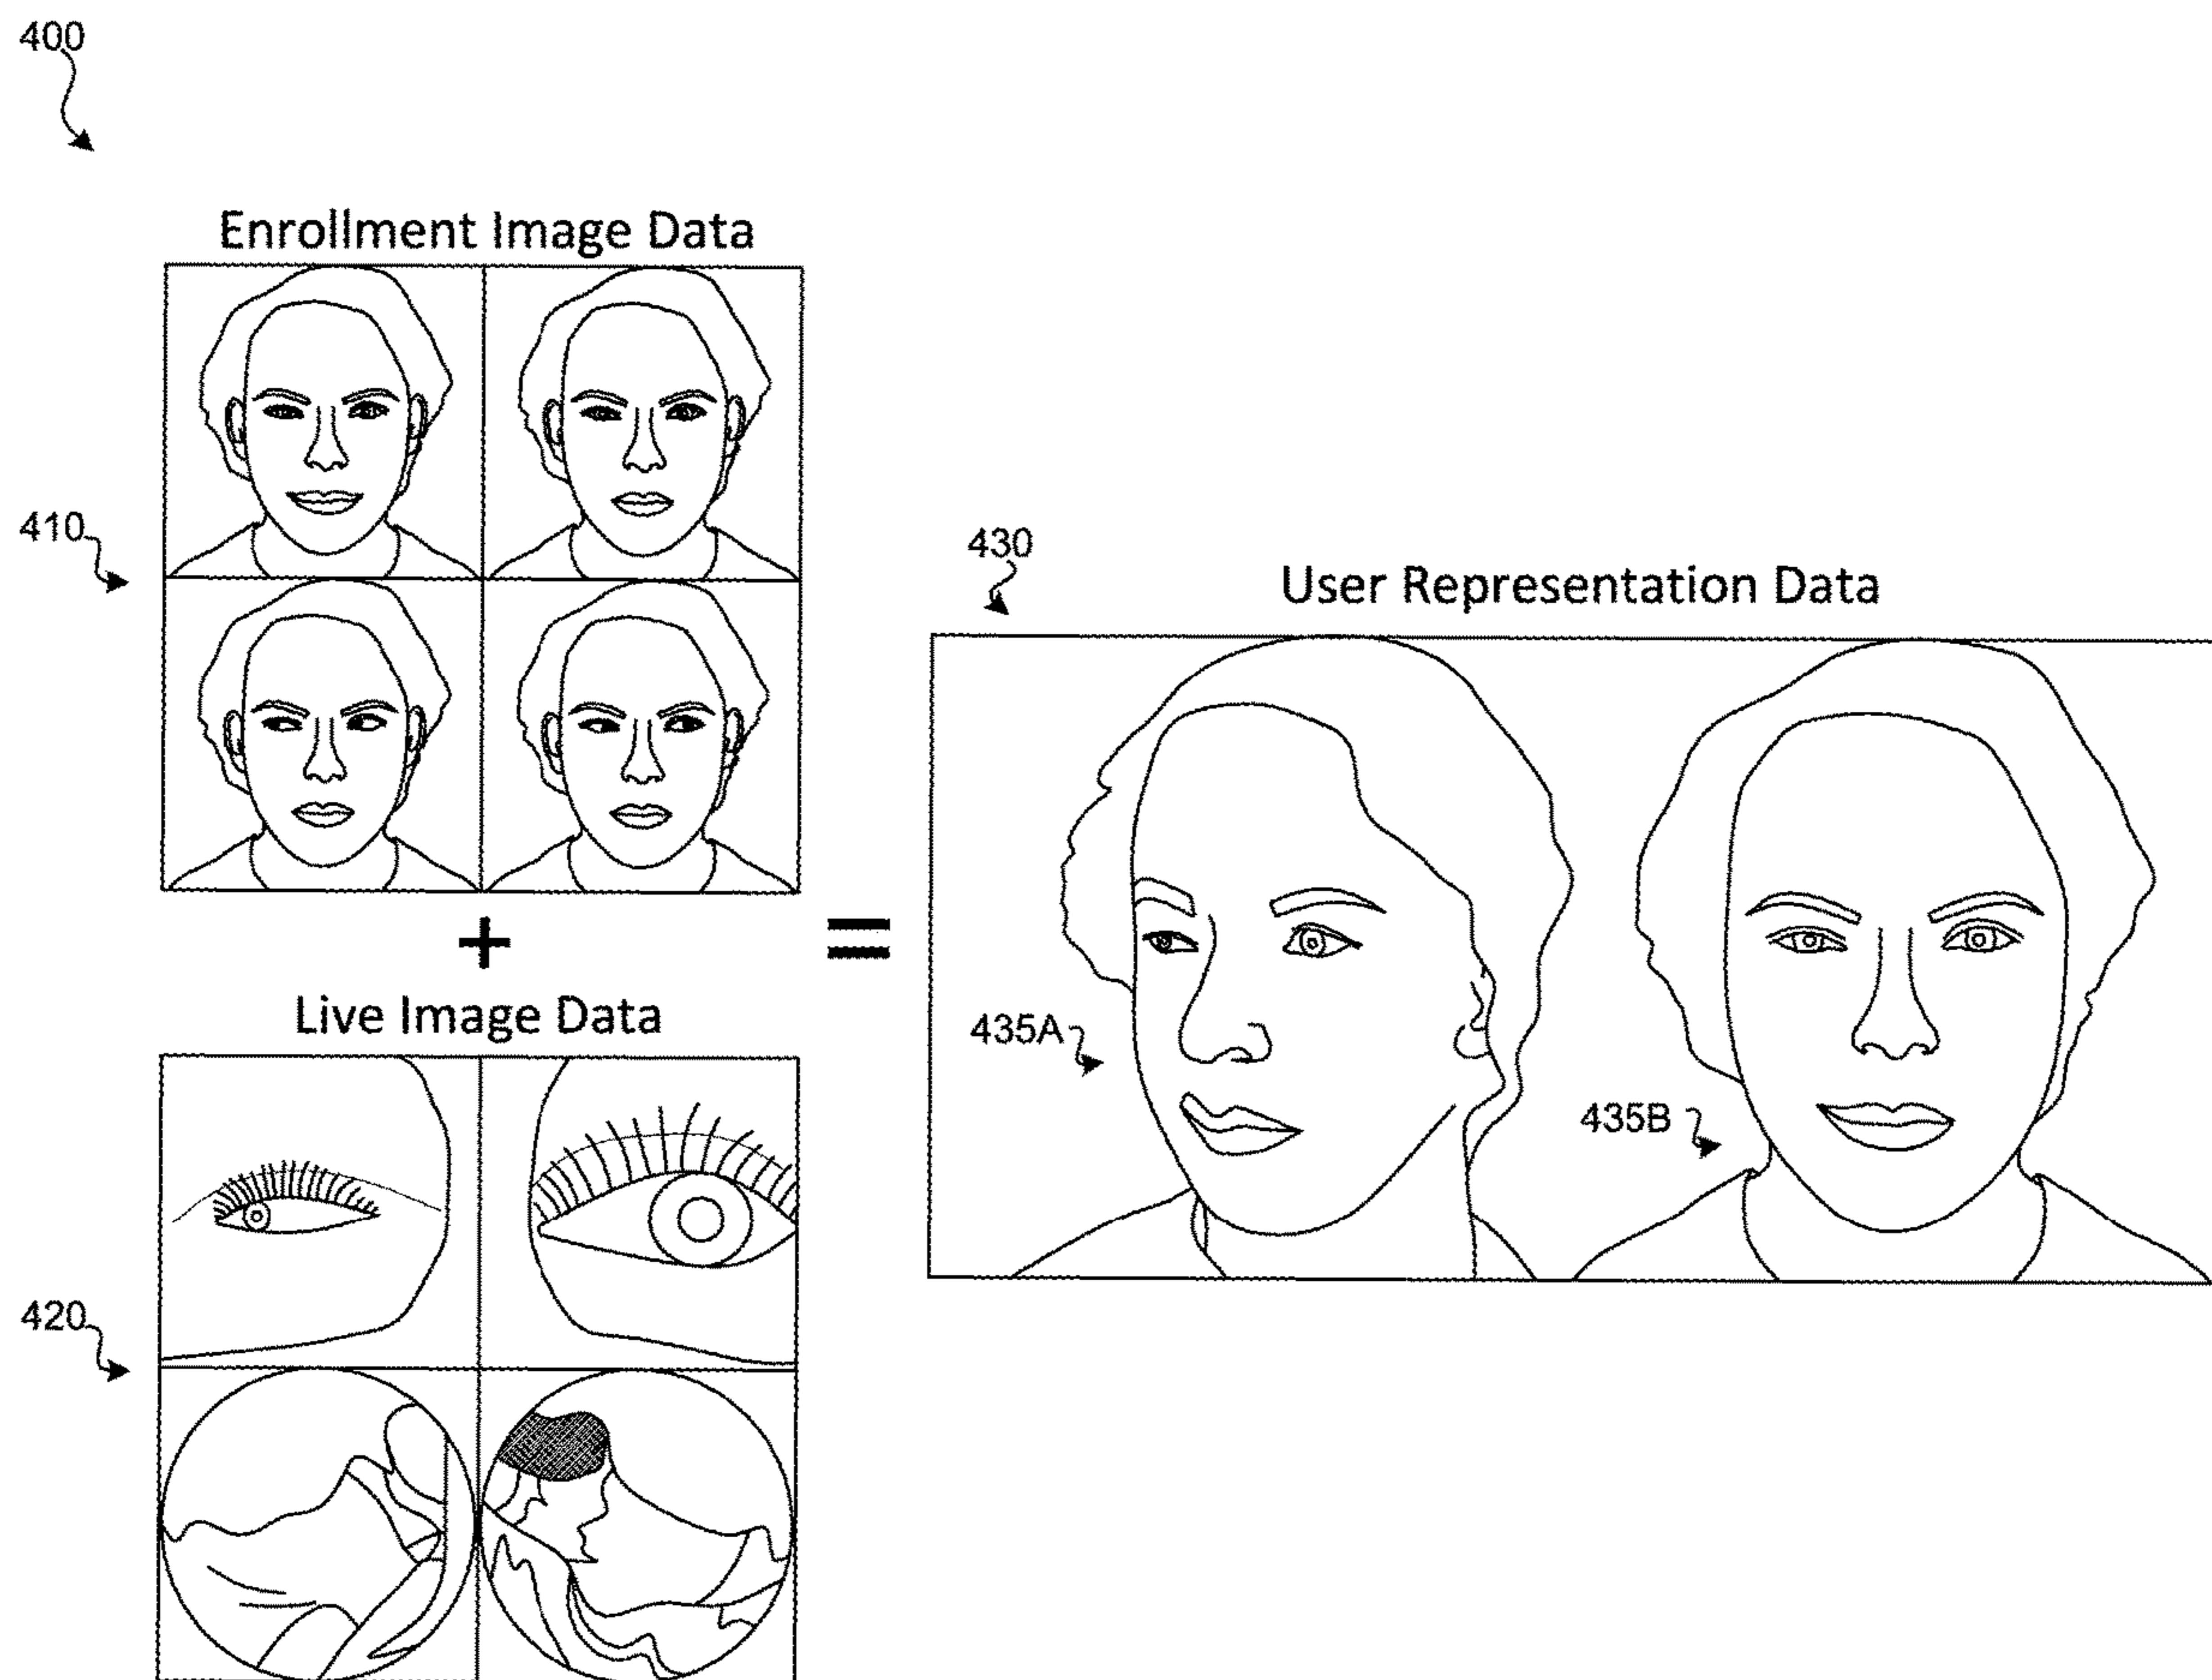 400
Enrollment Image Data
410
430
User Representation Data
+
=
Live Image Data
435A
435B
420